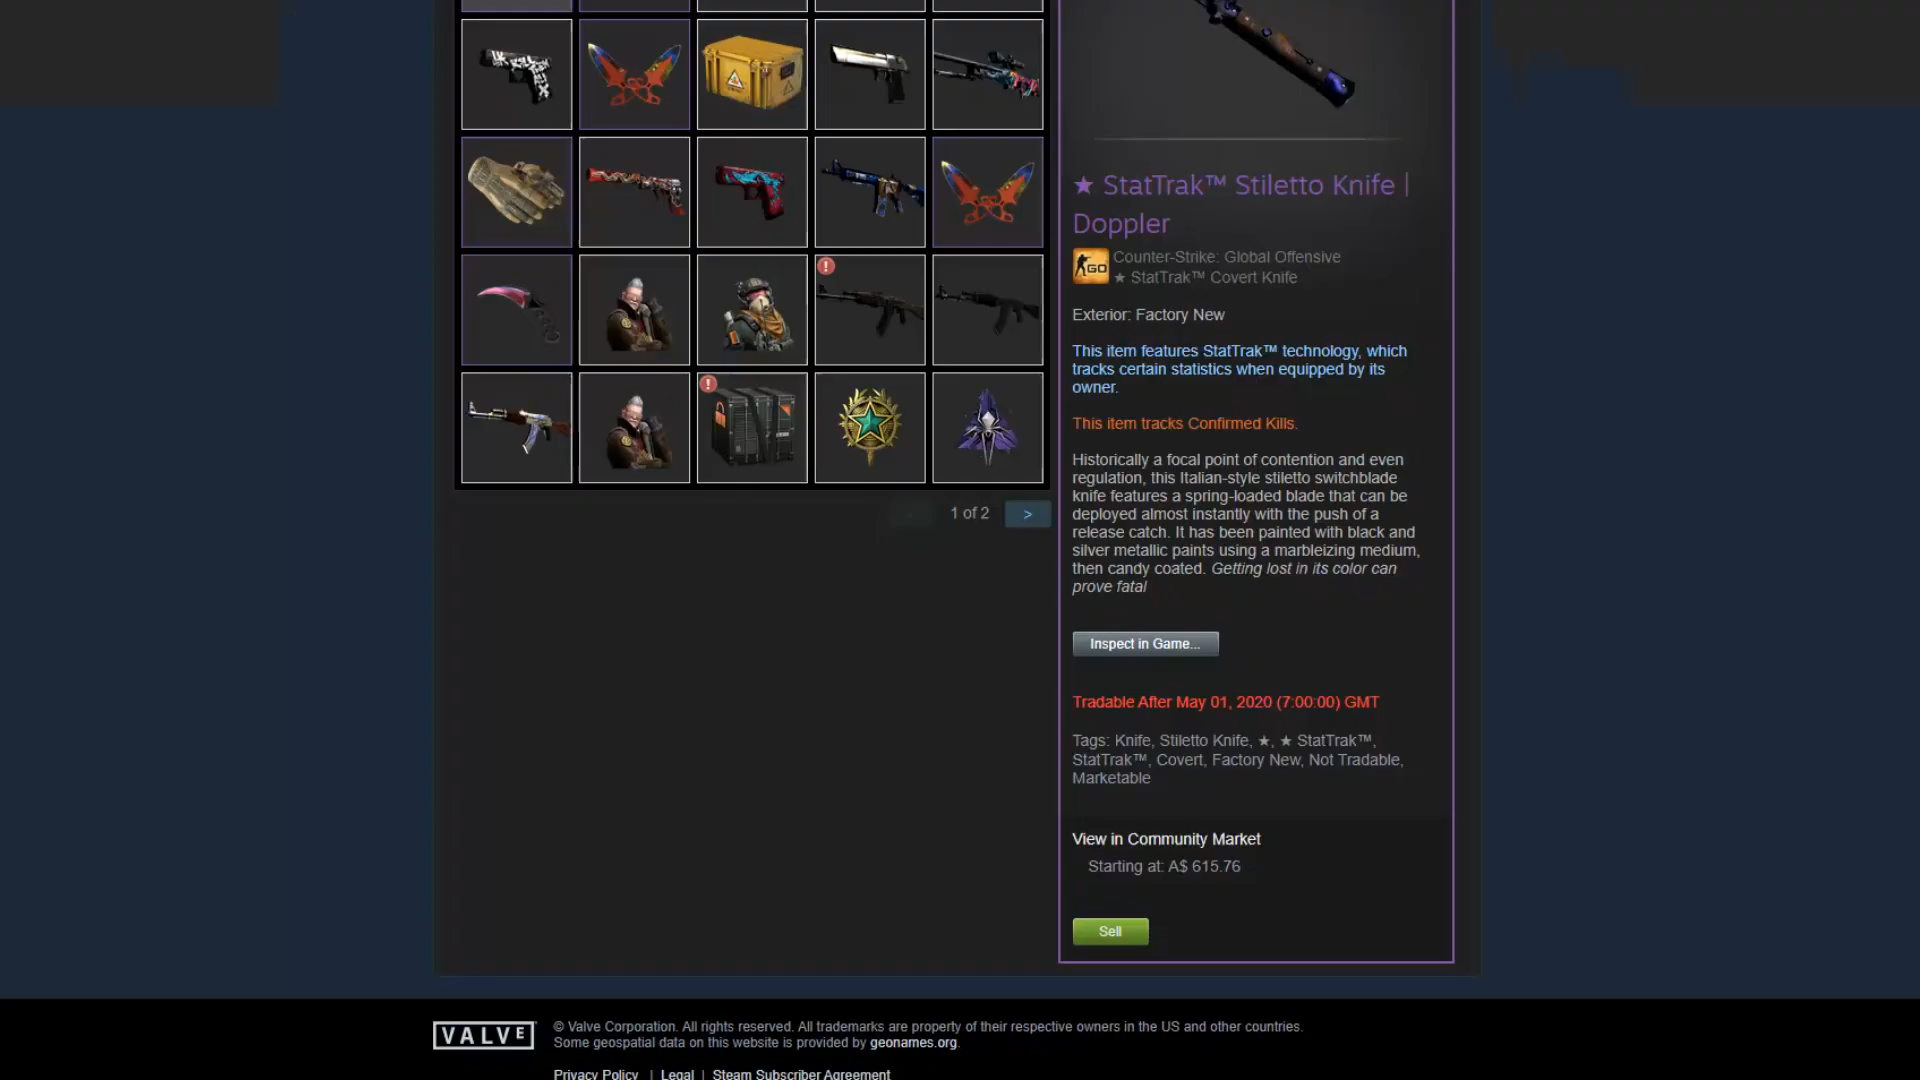 ★ StatTrak™ Stiletto Knife |
Doppler
GO
Counter-Strike: Global Offensive
★ StatTrak™ Covert Knife
Exterior: Factory New
This item features StatTrak™ technology, which
tracks certain statistics when equipped by its
owner.
This item tracks Confirmed Kills.
Historically a focal point of contention and even
regulation, this Italian-style stiletto switchblade
knife features a spring-loaded blade that can be
deployed almost instantly with the push of a
release catch. It has been painted with black and
silver metallic paints using a marbleizing medium,
then candy coated. Getting lost in its color can
prove fatal
Inspect in Game...
Tradable After May 01, 2020 (7:00:00) GMT
Tags: Knife, Stiletto Knife, ★, ★ StatTrak™,
StatTrak™, Covert, Factory New, Not Tradable,
Marketable
View in Community Market
Starting at: A$ 615.76
Sell
1 of 2 >
VALVE
© Valve Corporation. All rights reserved. All trademarks are property of their respective owners in the US and other countries.
Some geospatial data on this website is provided by geonames.org.
Privacy Policy | Legal | Steam Subscriber Agreement